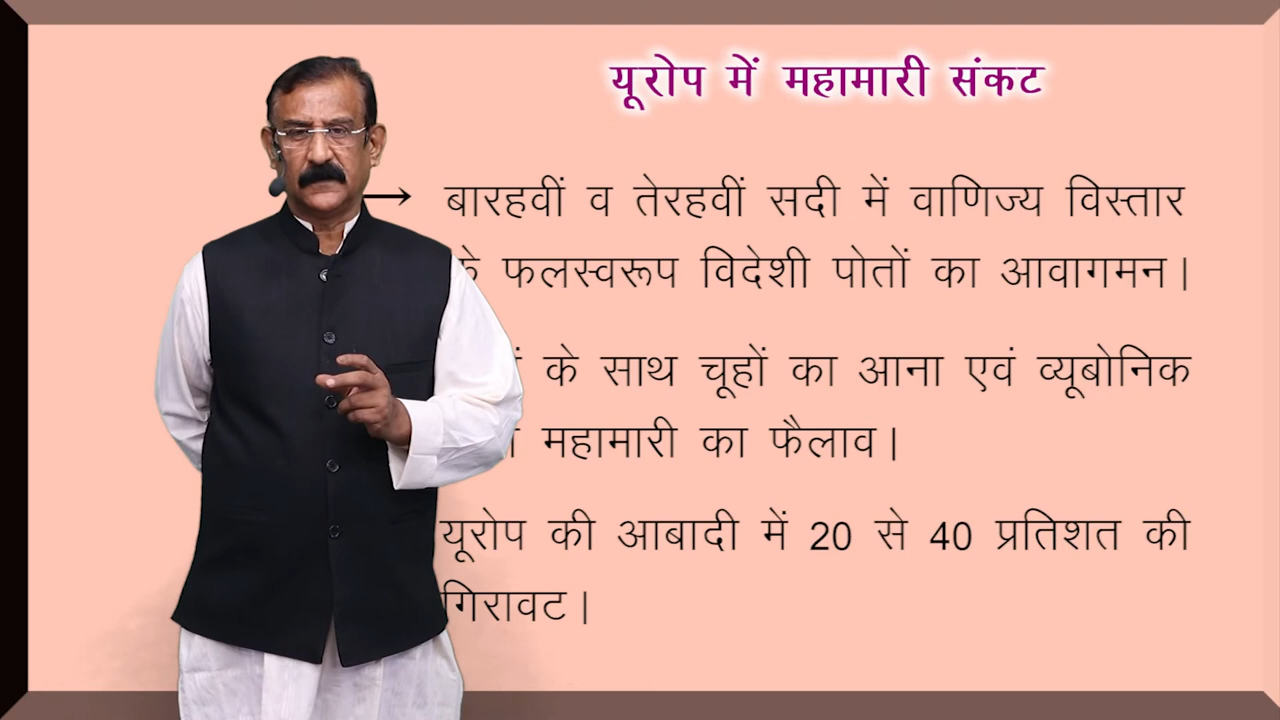 यूरोप में महामारी संकट
→ बारहवीं व तेरहवीं सदी में वाणिज्य विस्तार
के फलस्वरूप विदेशी पोतों का आवागमन।
के साथ चूहों का आना एवं व्यूबोनिक
महामारी का फैलाव।
यूरोप की आबादी में 20 से 40 प्रतिशत की
गिरावट।